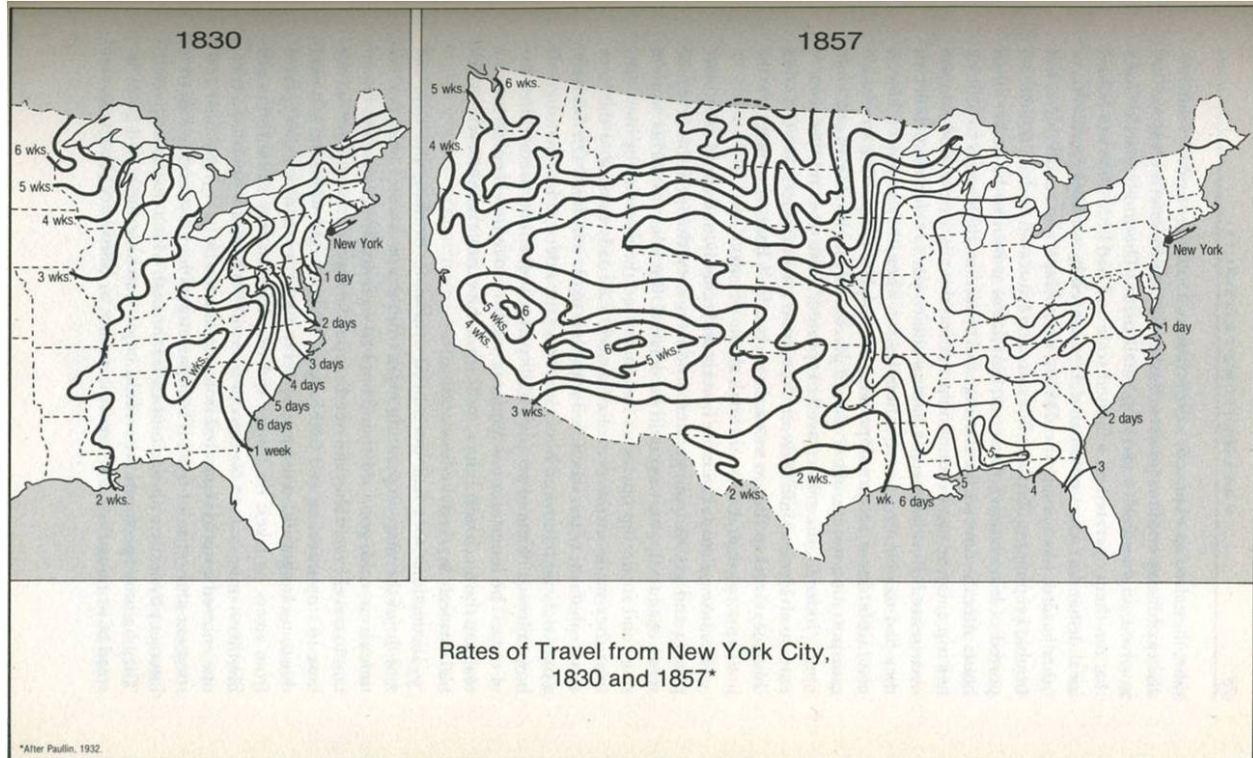 1830
6 wks.
5 wks.
4 wks.
3 wks.
New York
1 day
2 days
3 days
4 days
5 days
6 days
1 week
2 wks.
2 wks.
1857
5 wks.
6 wks.
4 wks.
New York
5 wks.
6
4 wks.
6
5 wks.
3 wks.
1 day
2 days
2 wks.
2 wks.
1 wk.
6 days
5
5
4
3
Rates of Travel from New York City,
1830 and 1857*
*After Paullin, 1932.